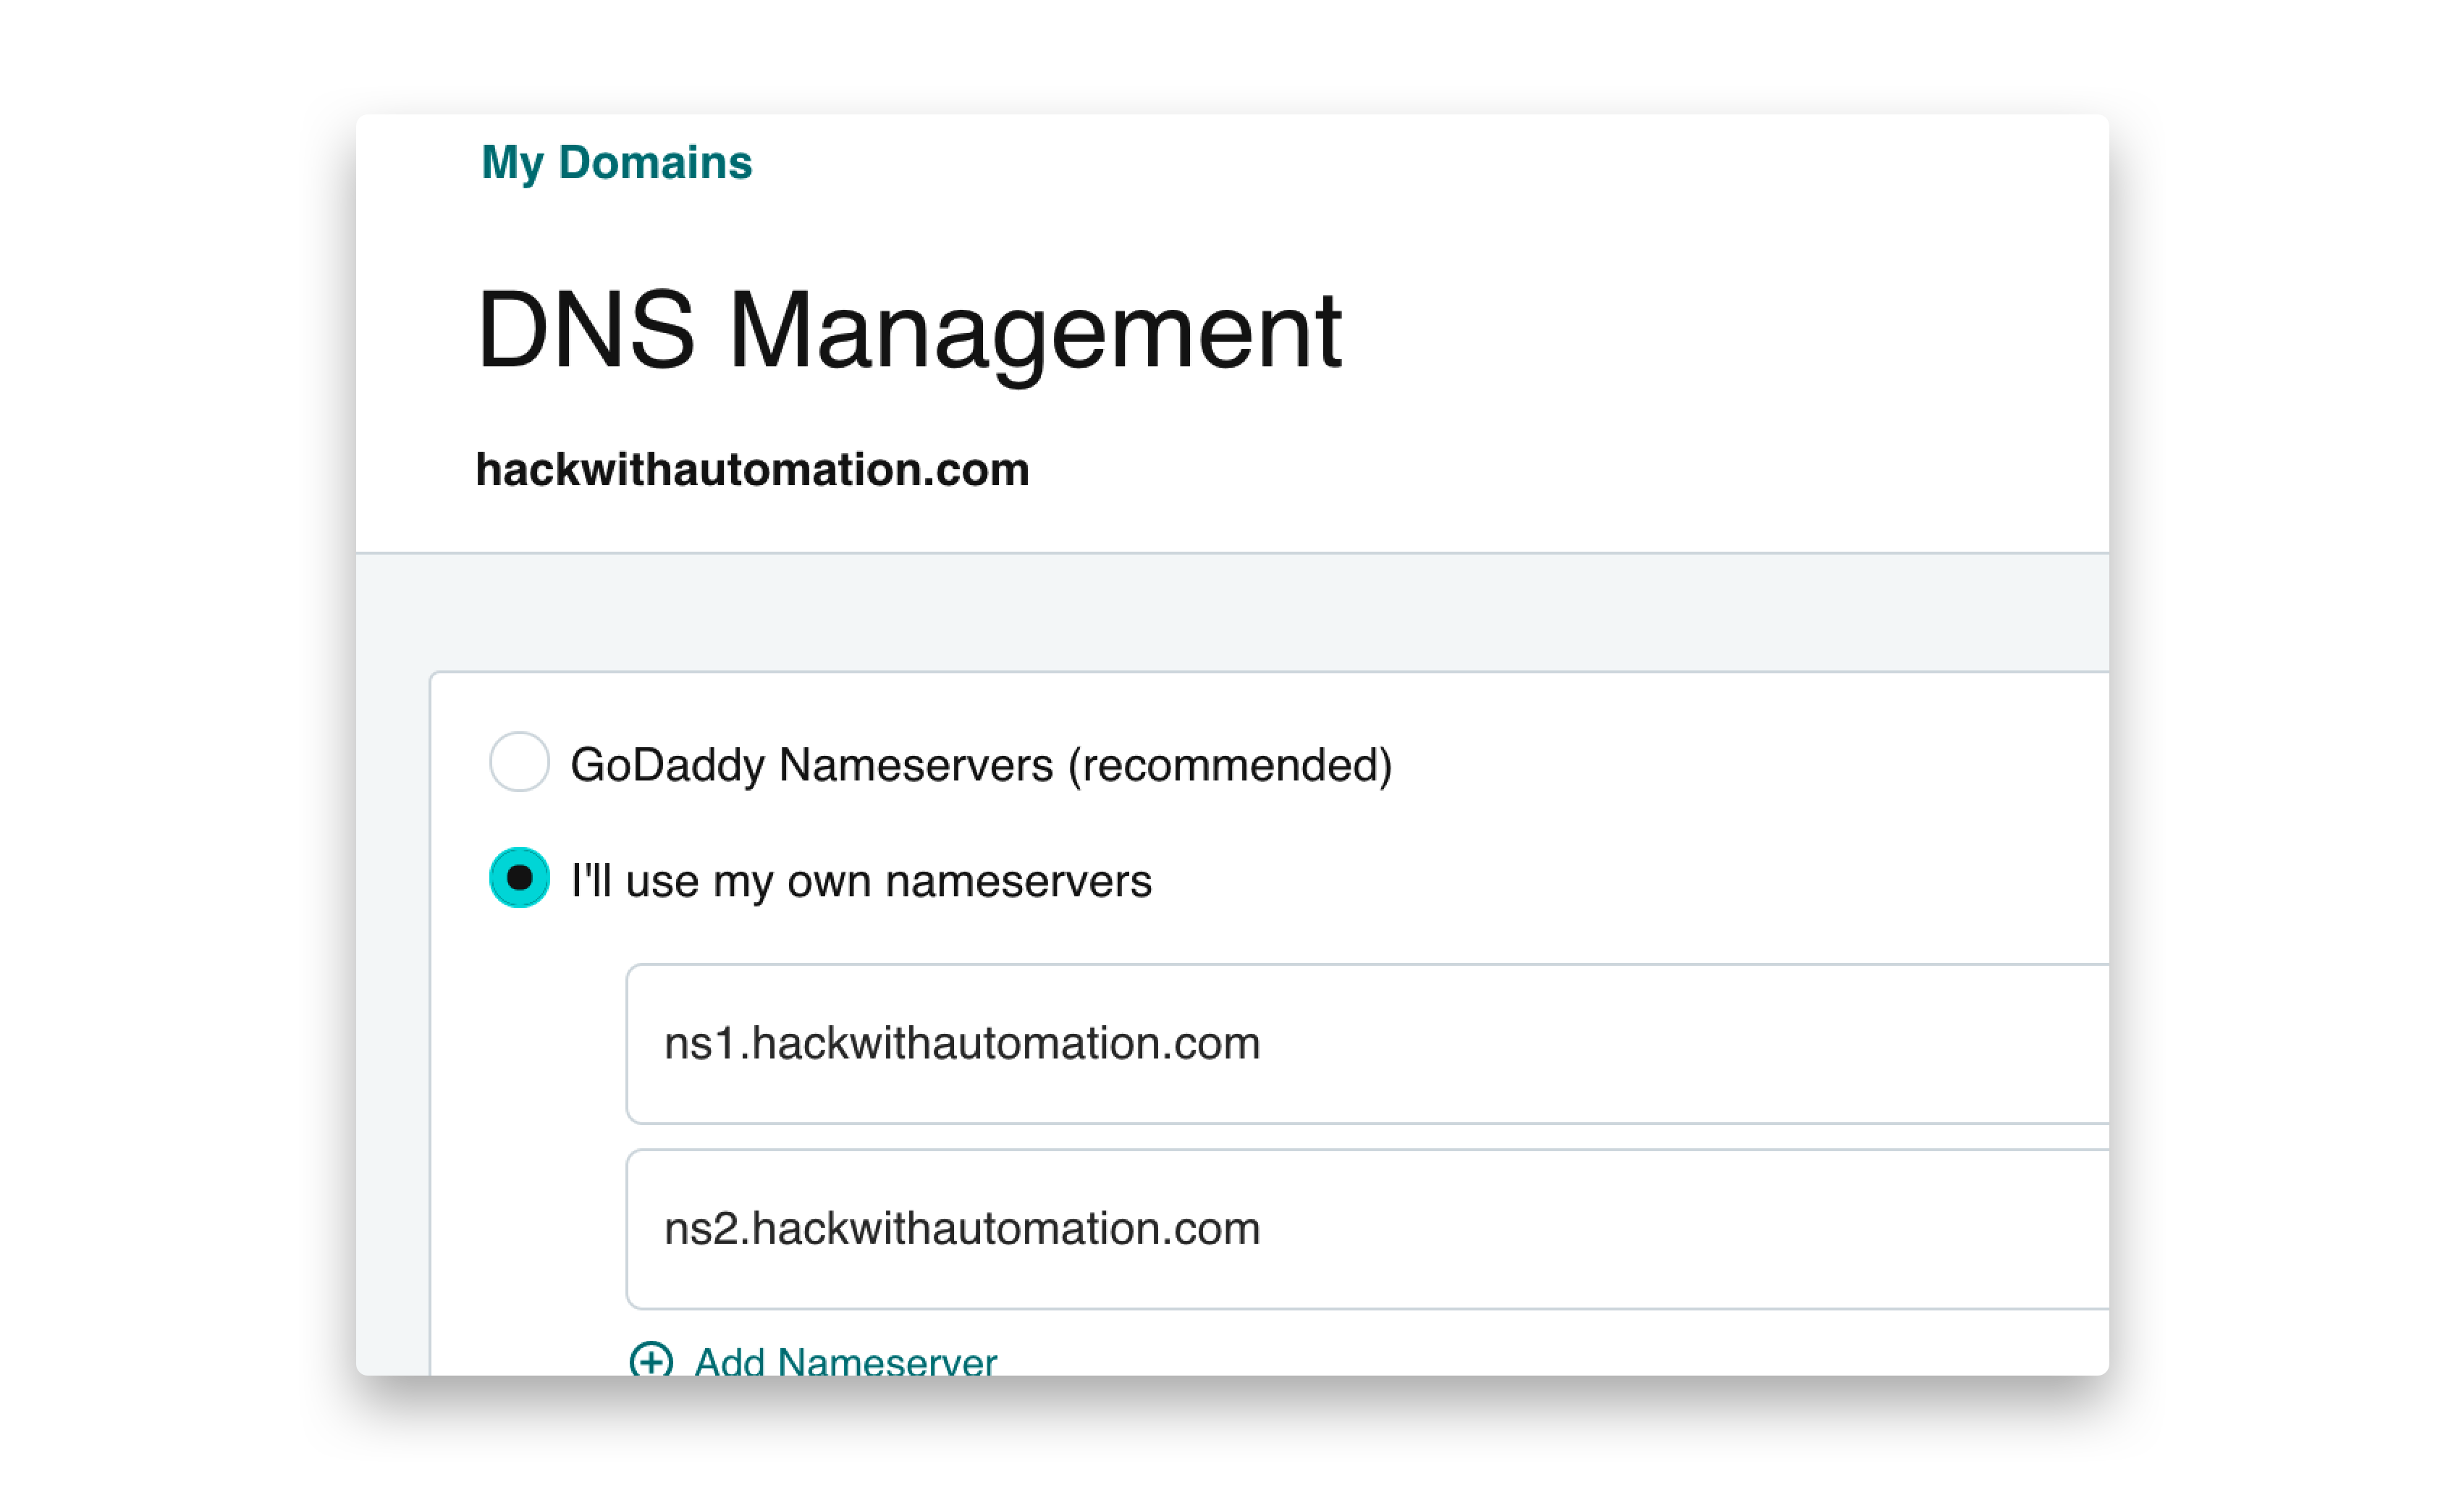 My Domains
DNS Management
hackwithautomation.com
GoDaddy Nameservers (recommended)
I'll use my own nameservers
ns1.hackwithautomation.com
ns2.hackwithautomation.com
Add Nameserver